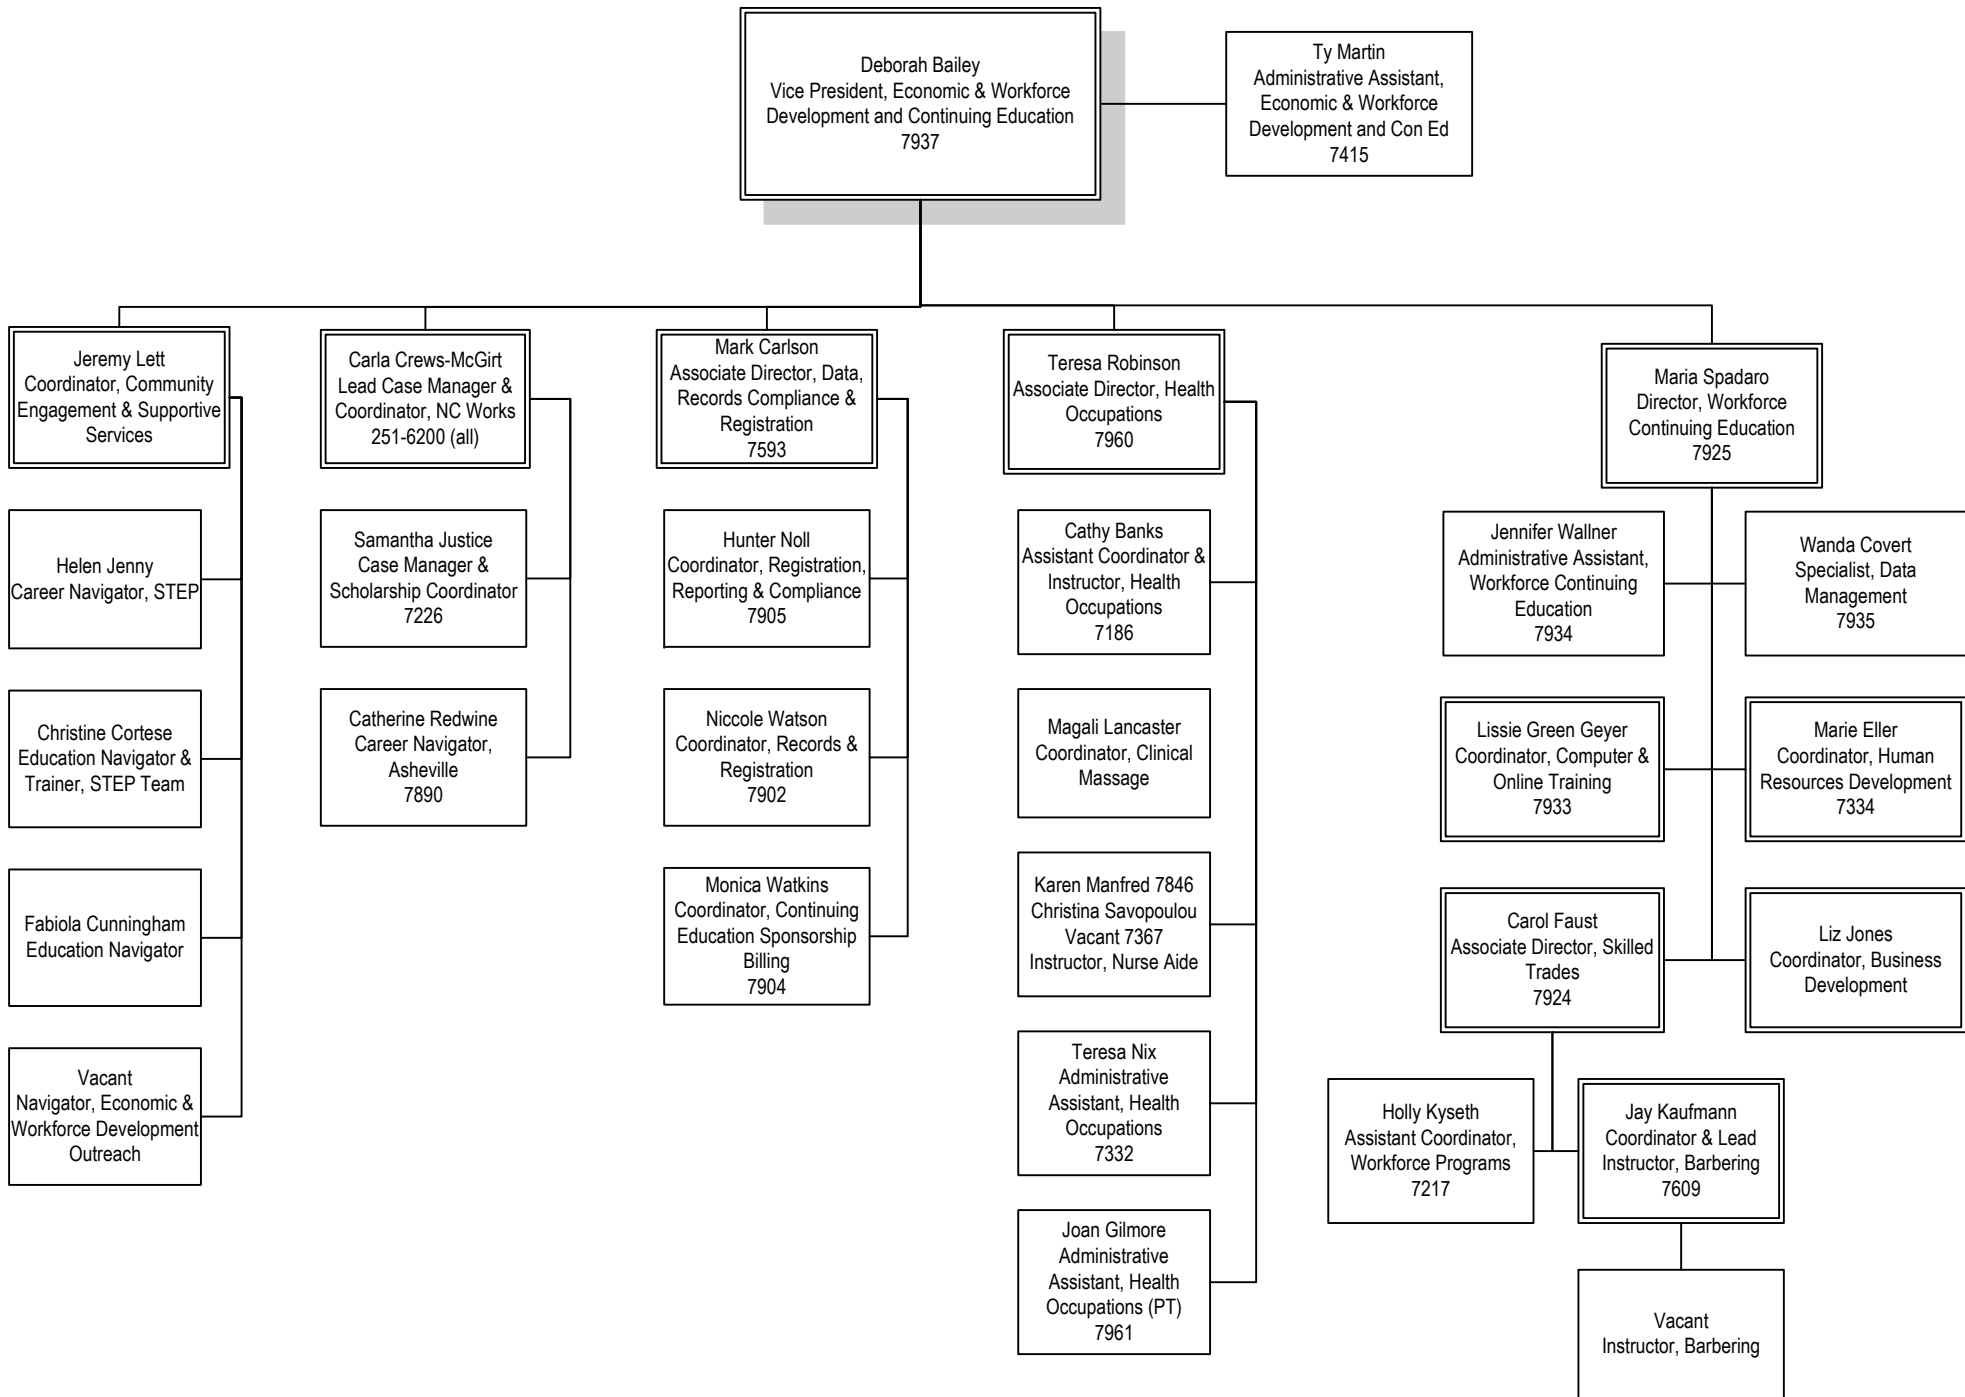 Deborah Bailey
Vice President, Economic & Workforce
Development and Continuing Education
7937
Ty Martin
Administrative Assistant,
Economic & Workforce
Development and Con Ed
7415
Jeremy Lett
Coordinator, Community
Engagement & Supportive
Services
Helen Jenny
Career Navigator, STEP
Christine Cortese
Education Navigator &
Trainer, STEP Team
Fabiola Cunningham
Education Navigator
Vacant
Navigator, Economic &
Workforce Development
Outreach
Carla Crews-McGirt
Lead Case Manager &
Coordinator, NC Works
251-6200 (all)
Samantha Justice
Case Manager &
Scholarship Coordinator
7226
Catherine Redwine
Career Navigator,
Asheville
7890
Mark Carlson
Associate Director, Data,
Records Compliance &
Registration
7593
Hunter Noll
Coordinator, Registration,
Reporting & Compliance
7905
Niccole Watson
Coordinator, Records &
Registration
7902
Monica Watkins
Coordinator, Continuing
Education Sponsorship
Billing
7904
Teresa Robinson
Associate Director, Health
Occupations
7960
Cathy Banks
Assistant Coordinator &
Instructor, Health
Occupations
7186
Magali Lancaster
Coordinator, Clinical
Massage
Karen Manfred 7846
Christina Savopoulou
Vacant 7367
Instructor, Nurse Aide
Teresa Nix
Administrative
Assistant, Health
Occupations
7332
Joan Gilmore
Administrative
Assistant, Health
Occupations (PT)
7961
Maria Spadaro
Director, Workforce
Continuing Education
7925
Jennifer Wallner
Administrative Assistant,
Workforce Continuing
Education
7934
Wanda Covert
Specialist, Data
Management
7935
Lissie Green Geyer
Coordinator, Computer &
Online Training
7933
Marie Eller
Coordinator, Human
Resources Development
7334
Carol Faust
Associate Director, Skilled
Trades
7924
Liz Jones
Coordinator, Business
Development
Holly Kyseth
Assistant Coordinator,
Workforce Programs
7217
Jay Kaufmann
Coordinator & Lead
Instructor, Barbering
7609
Vacant
Instructor, Barbering